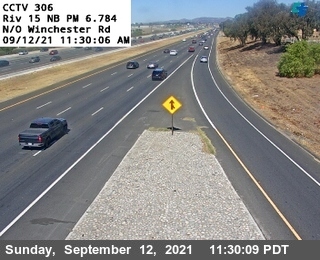 CCTV 306
Riv 15 NB PM 6.784
N/O Winchester Rd
09/12/21 11:30:06 AM
Sunday, September 12, 2021 11:30:09 PDT